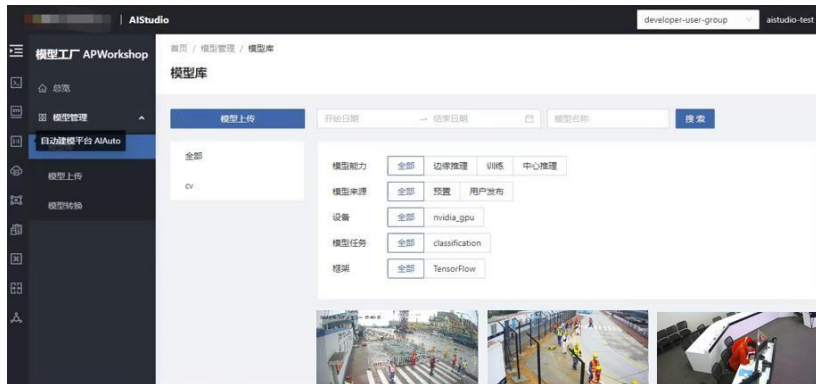 AIStudio
developer-user-group
aistudio-test
模型工厂 APWorkshop
首页 / 模型管理 / 模型库
模型库
总览
模型管理
模型上传
开始日期 → 结束日期
模型名称
搜索
自动建模平台 AIAuto
全部
cv
模型上传
模型转换
模型能力 全部 边缘推理 训练 中心推理
模型来源 全部 预置 用户发布
设备 全部 nvidia_gpu
模型任务 全部 classification
框架 全部 TensorFlow